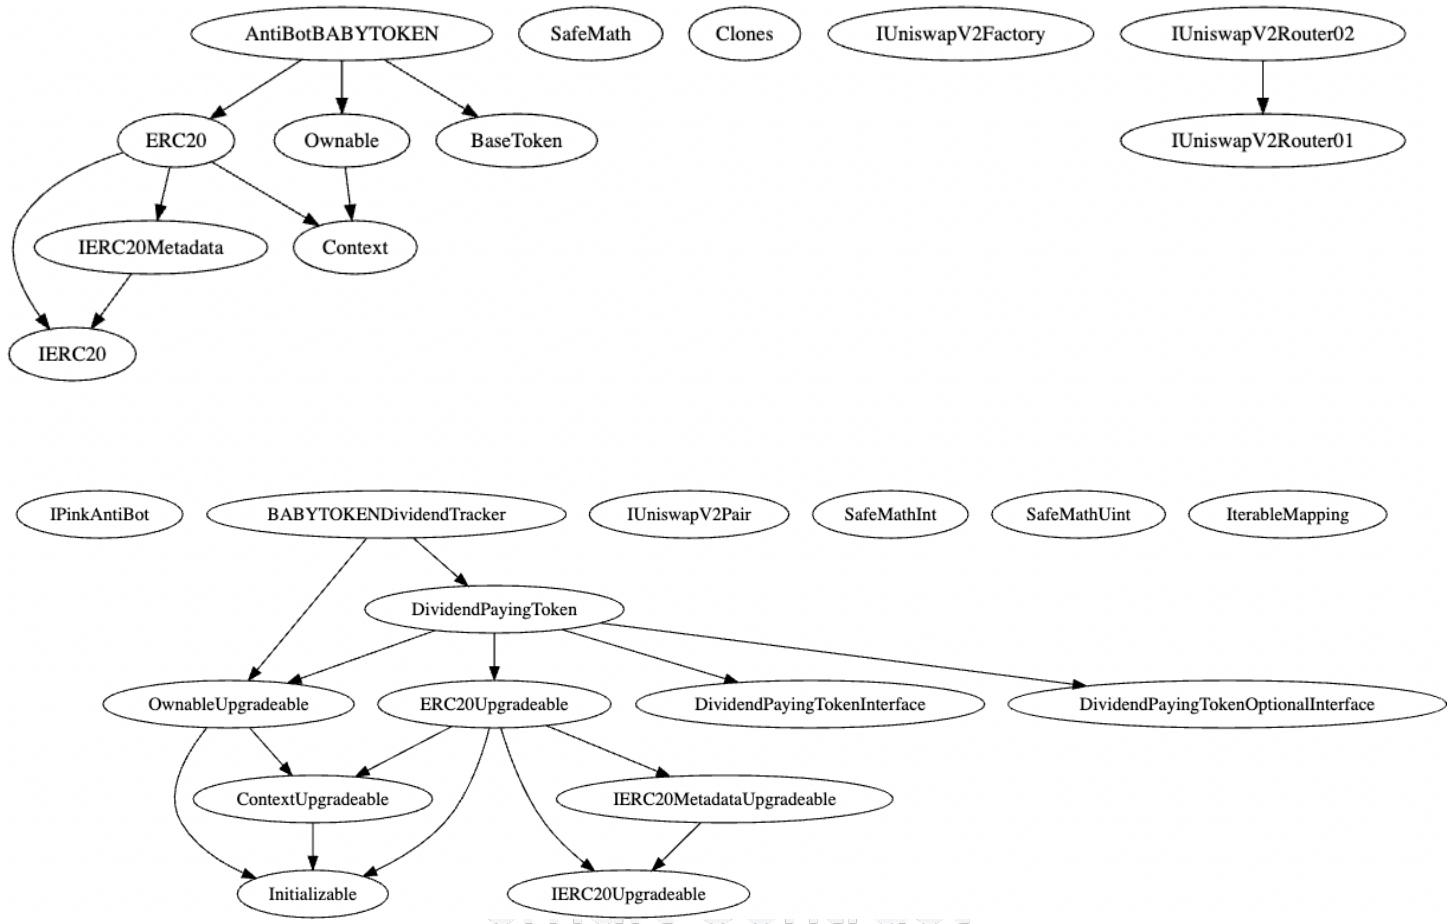 AntiBotBABYTOKEN
SafeMath
Clones
IUniswapV2Factory
IUniswapV2Router02
ERC20
Ownable
BaseToken
IUniswapV2Router01
IERC20Metadata
Context
IERC20
IPinkAntiBot
BABYTOKENDividendTracker
IUniswapV2Pair
SafeMathInt
SafeMathUint
IterableMapping
DividendPayingToken
OwnableUpgradeable
ERC20Upgradeable
DividendPayingTokenInterface
DividendPayingTokenOptionalInterface
ContextUpgradeable
IERC20MetadataUpgradeable
Initializable
IERC20Upgradeable